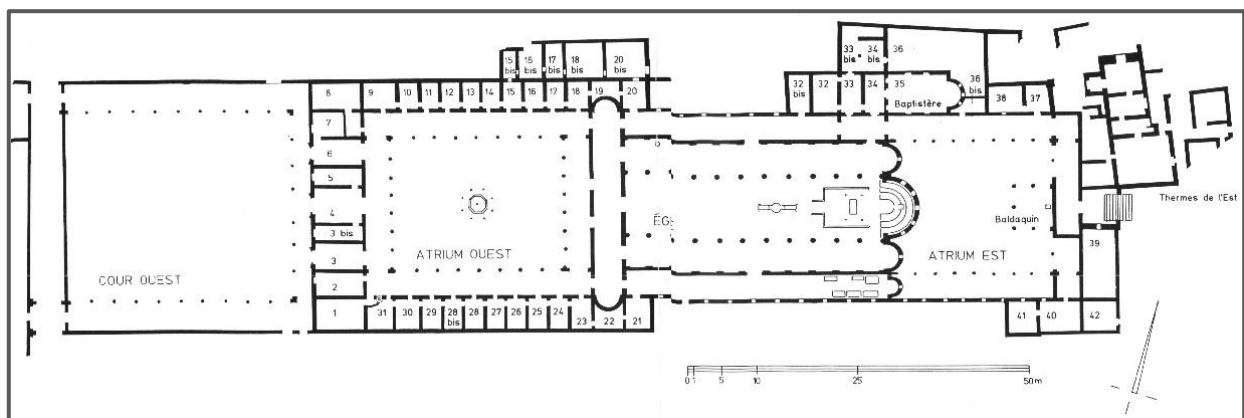 15 bis
16 bis
17 bis
18 bis
20 bis
33 bis
34 bis
36
8
9
10
11
12
13
14
15
16
17
18
19
20
32 bis
32
33
34
35
36 bis
38
37
Baptistère
7
6
5
4
3 bis
3
2
1
COUR OUEST
ATRIUM OUEST
ÉG
ATRIUM EST
Baldaquin
Thermes de l'Est
39
31
30
29
28 bis
28
27
26
25
24
23
22
21
41
40
42
0 1 5 10 25 50 m